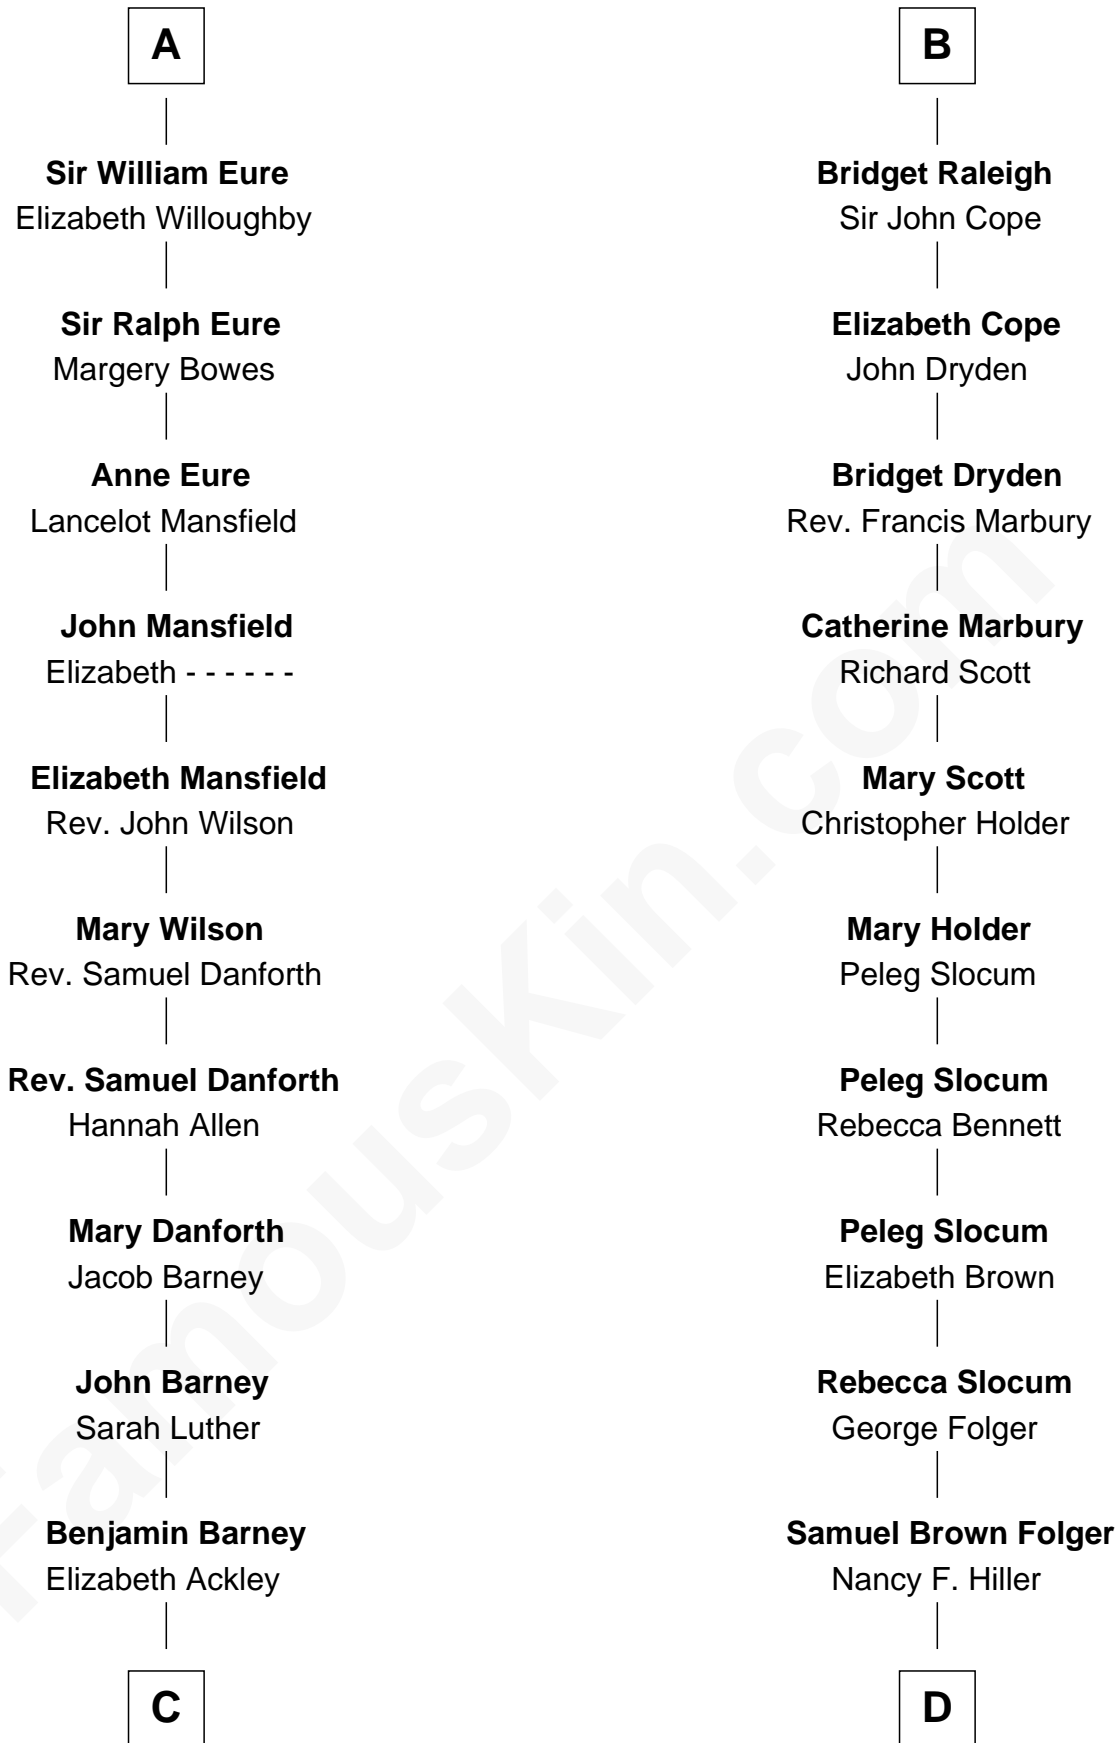 A
Sir William Eure
Elizabeth Willoughby
Sir Ralph Eure
Margery Bowes
Anne Eure
Lancelot Mansfield
John Mansfield
Elizabeth - - - - - -
Elizabeth Mansfield
Rev. John Wilson
Mary Wilson
Rev. Samuel Danforth
Rev. Samuel Danforth
Hannah Allen
Mary Danforth
Jacob Barney
John Barney
Sarah Luther
Benjamin Barney
Elizabeth Ackley
C
B
Bridget Raleigh
Sir John Cope
Elizabeth Cope
John Dryden
Bridget Dryden
Rev. Francis Marbury
Catherine Marbury
Richard Scott
Mary Scott
Christopher Holder
Mary Holder
Peleg Slocum
Peleg Slocum
Rebecca Bennett
Peleg Slocum
Elizabeth Brown
Rebecca Slocum
George Folger
Samuel Brown Folger
Nancy F. Hiller
D
FamousKin.com